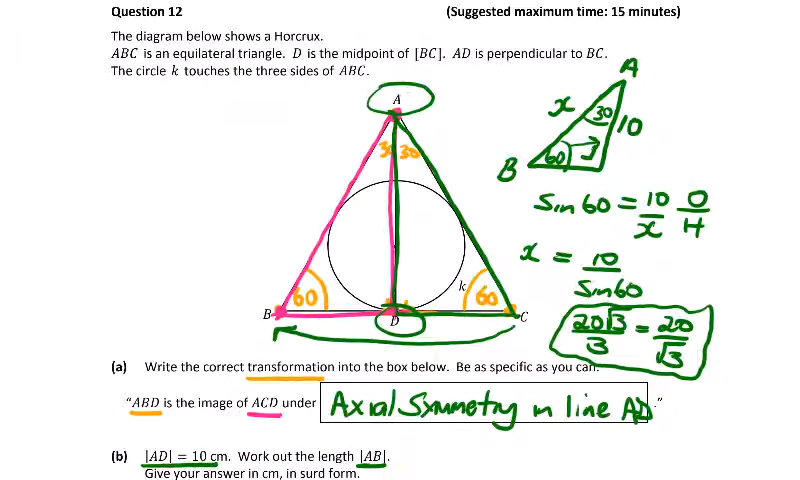 Question 12 (Suggested maximum time: 15 minutes)
The diagram below shows a Horcrux.
ABC is an equilateral triangle. D is the midpoint of [BC]. AD is perpendicular to BC.
The circle k touches the three sides of ABC.
A
30 30
60
60
k
B
D
C
A
x
30
10
60
B
Sin 60 = 10/x O/H
x = 10/Sin60
20√3/3 = 20/√3
(a) Write the correct transformation into the box below. Be as specific as you can.
"ABD is the image of ACD under Axial Symmetry in line AD."
(b) |AD| = 10 cm. Work out the length |AB|.
Give your answer in cm, in surd form.